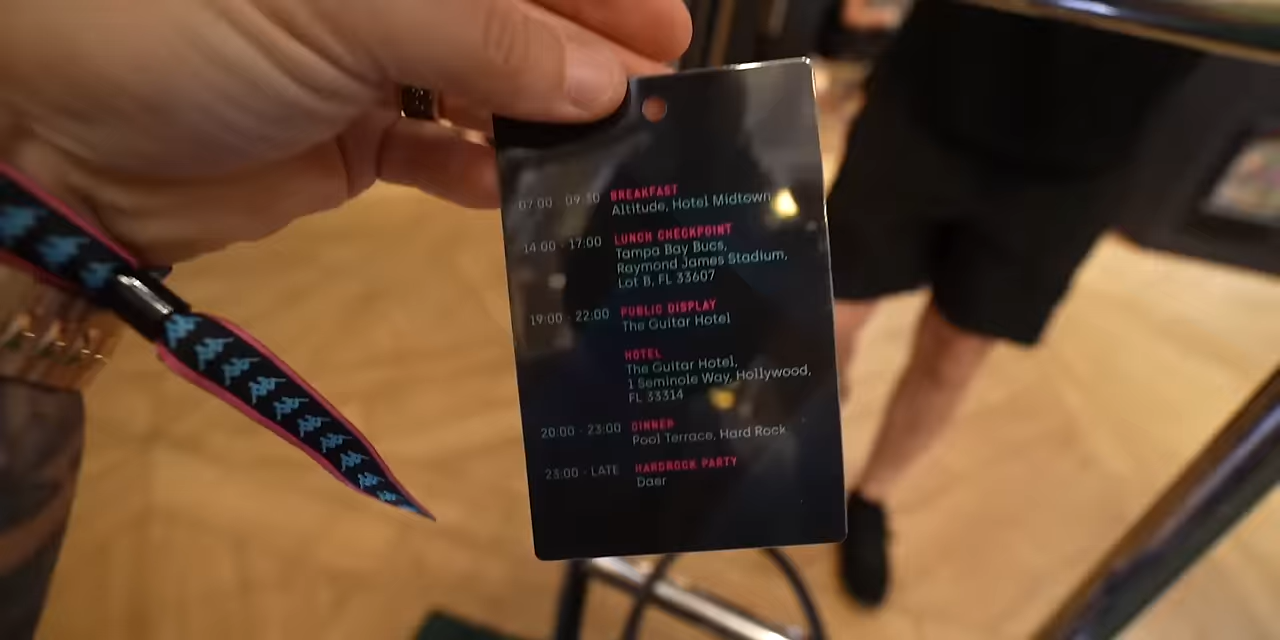 07:00 - 09:30 BREAKFAST
Altitude, Hotel Midtown
14:00 - 17:00 LUNCH CHECKPOINT
Tampa Bay Bucs,
Raymond James Stadium,
Lot B, FL 33607
19:00 - 22:00 PUBLIC DISPLAY
The Guitar Hotel
HOTEL
The Guitar Hotel,
1 Seminole Way, Hollywood,
FL 33314
20:00 - 23:00 DINNER
Pool Terrace, Hard Rock
23:00 - LATE HARDROCK PARTY
Daer